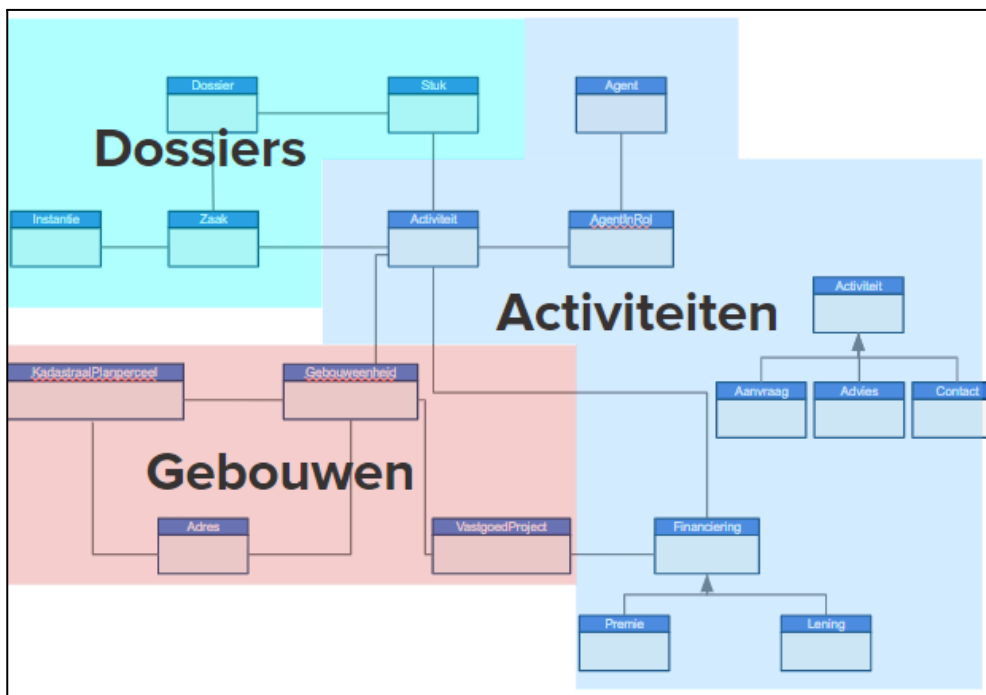 Dossier
Stuk
Agent
Dossiers
Instantie
Zaak
Activiteit
AgentInRol
Activiteiten
Activiteit
KadastraalPlanperceel
Gebouweenheid
Aanvraag
Advies
Contact
Gebouwen
Adres
VastgoedProject
Financiering
Premie
Lening